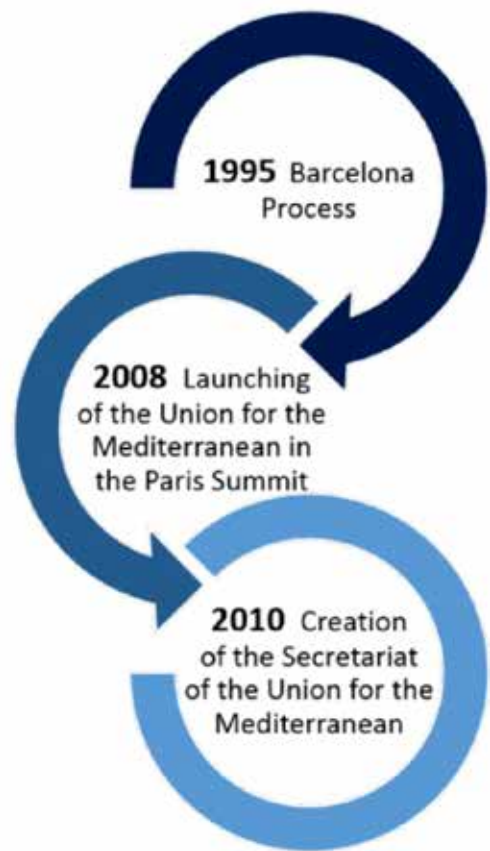 1995 Barcelona
Process
2008 Launching
of the Union for the
Mediterranean in
the Paris Summit
2010 Creation
of the Secretariat
of the Union for the
Mediterranean